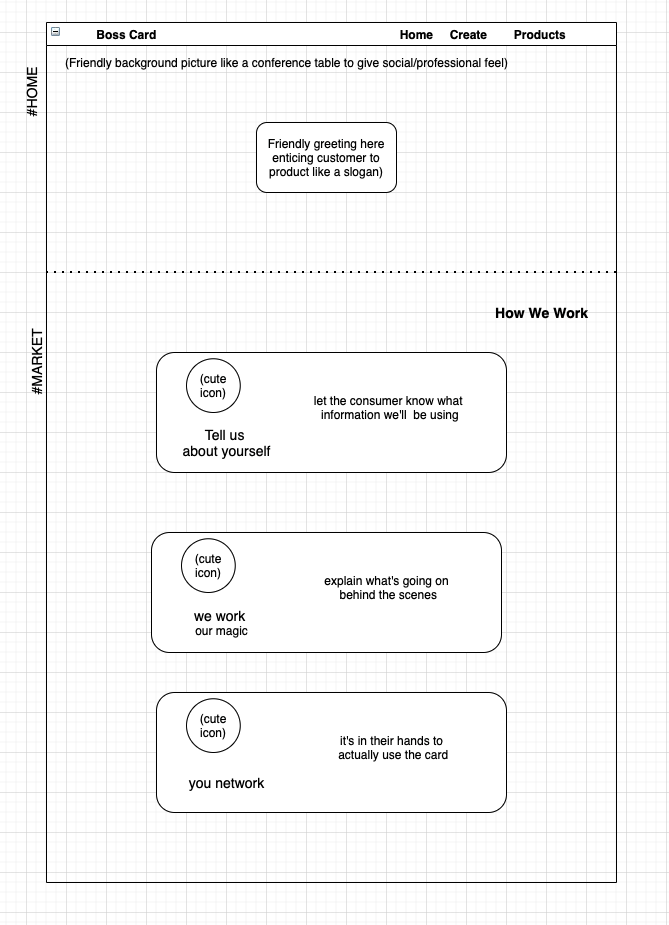 Boss Card Home Create Products
(Friendly background picture like a conference table to give social/professional feel)
#HOME
Friendly greeting here
enticing customer to
product like a slogan)
How We Work
#MARKET
(cute
icon)
Tell us
about yourself
let the consumer know what
information we'll be using
(cute
icon)
we work
our magic
explain what's going on
behind the scenes
(cute
icon)
you network
it's in their hands to
actually use the card